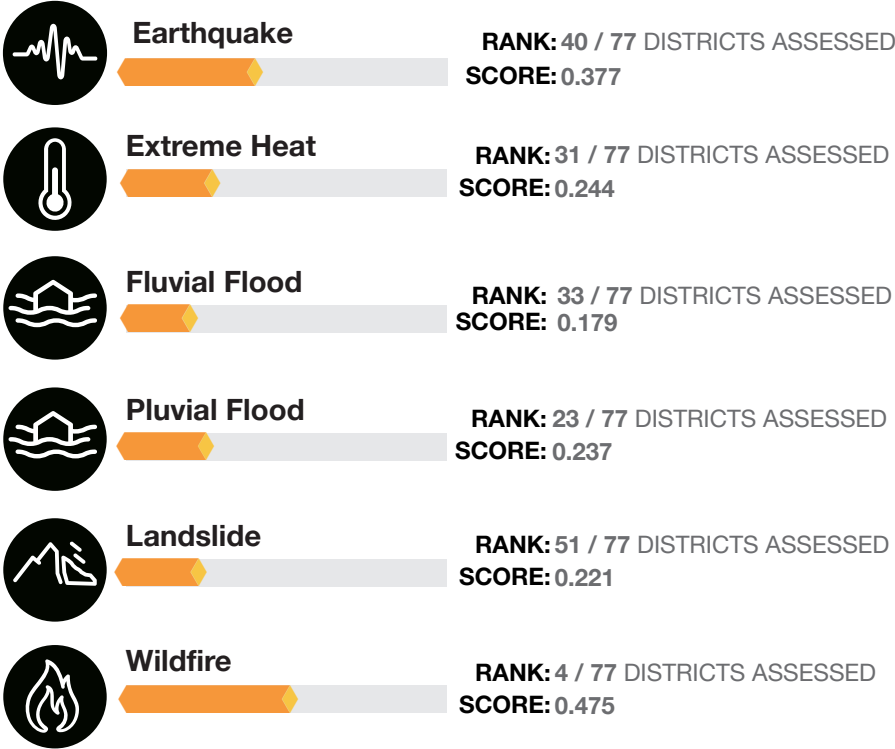 Earthquake
RANK: 40 / 77 DISTRICTS ASSESSED
SCORE: 0.377
Extreme Heat
RANK: 31 / 77 DISTRICTS ASSESSED
SCORE: 0.244
Fluvial Flood
RANK: 33 / 77 DISTRICTS ASSESSED
SCORE: 0.179
Pluvial Flood
RANK: 23 / 77 DISTRICTS ASSESSED
SCORE: 0.237
Landslide
RANK: 51 / 77 DISTRICTS ASSESSED
SCORE: 0.221
Wildfire
RANK: 4 / 77 DISTRICTS ASSESSED
SCORE: 0.475